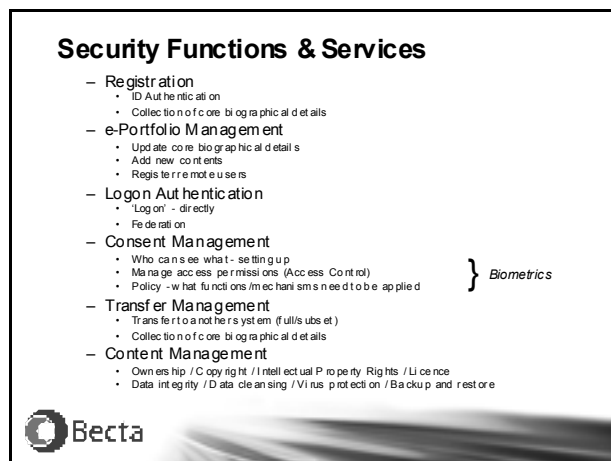 Security Functions & Services
– Registration
• ID Authentication
• Collection of core biographical details
– e-Portfolio Management
• Update core biographical details
• Add new contents
• Register remote users
– Logon Authentication
• 'Logon' - directly
• Federation
– Consent Management
• Who can see what - setting up
• Manage access permissions (Access Control)
• Policy - what functions/mechanisms need to be applied
} Biometrics
– Transfer Management
• Transfer to another system (full/subset)
• Collection of core biographical details
– Content Management
• Ownership / Copyright / Intellectual Property Rights / Licence
• Data integrity / Data cleansing / Virus protection / Backup and restore
Becta